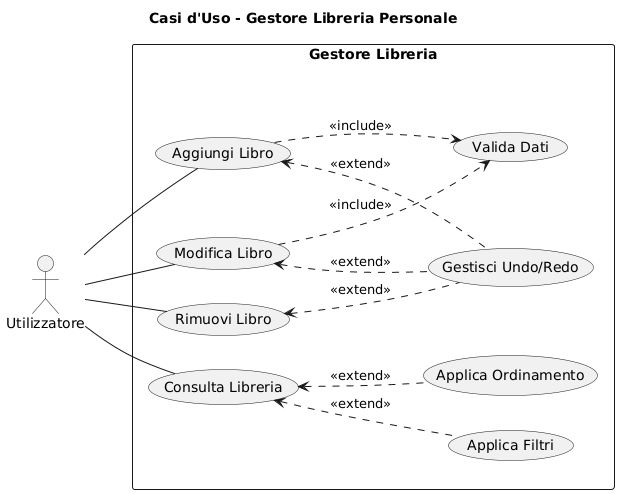 Casi d'Uso - Gestore Libreria Personale
Gestore Libreria
«include»
Aggiungi Libro
Valida Dati
«extend»
«include»
Modifica Libro
«extend»
Gestisci Undo/Redo
«extend»
Rimuovi Libro
Utilizzatore
«extend»
Applica Ordinamento
Consulta Libreria
«extend»
Applica Filtri